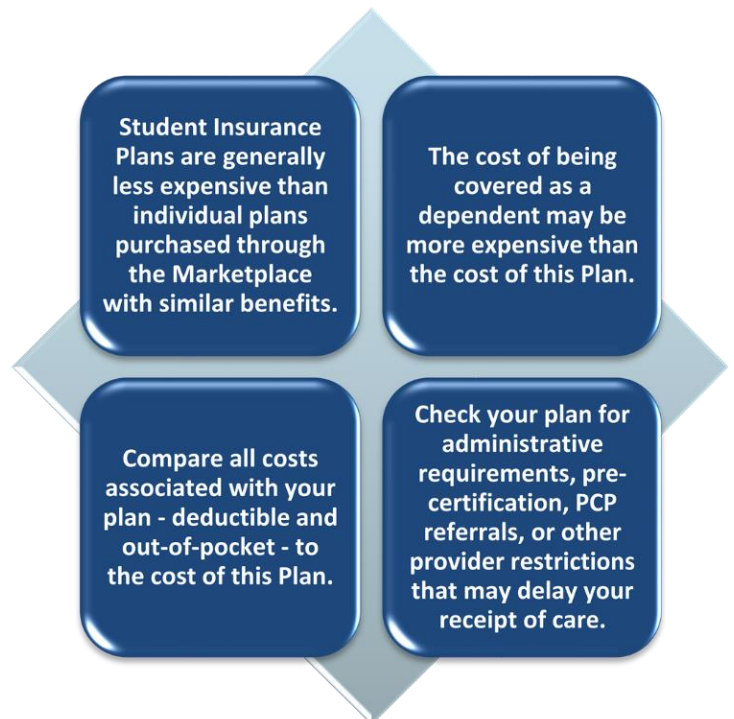 Student Insurance
Plans are generally
less expensive than
individual plans
purchased through
the Marketplace
with similar benefits.
The cost of being
covered as a
dependent may be
more expensive than
the cost of this Plan.
Compare all costs
associated with your
plan - deductible and
out-of-pocket - to
the cost of this Plan.
Check your plan for
administrative
requirements, pre-
certification, PCP
referrals, or other
provider restrictions
that may delay your
receipt of care.